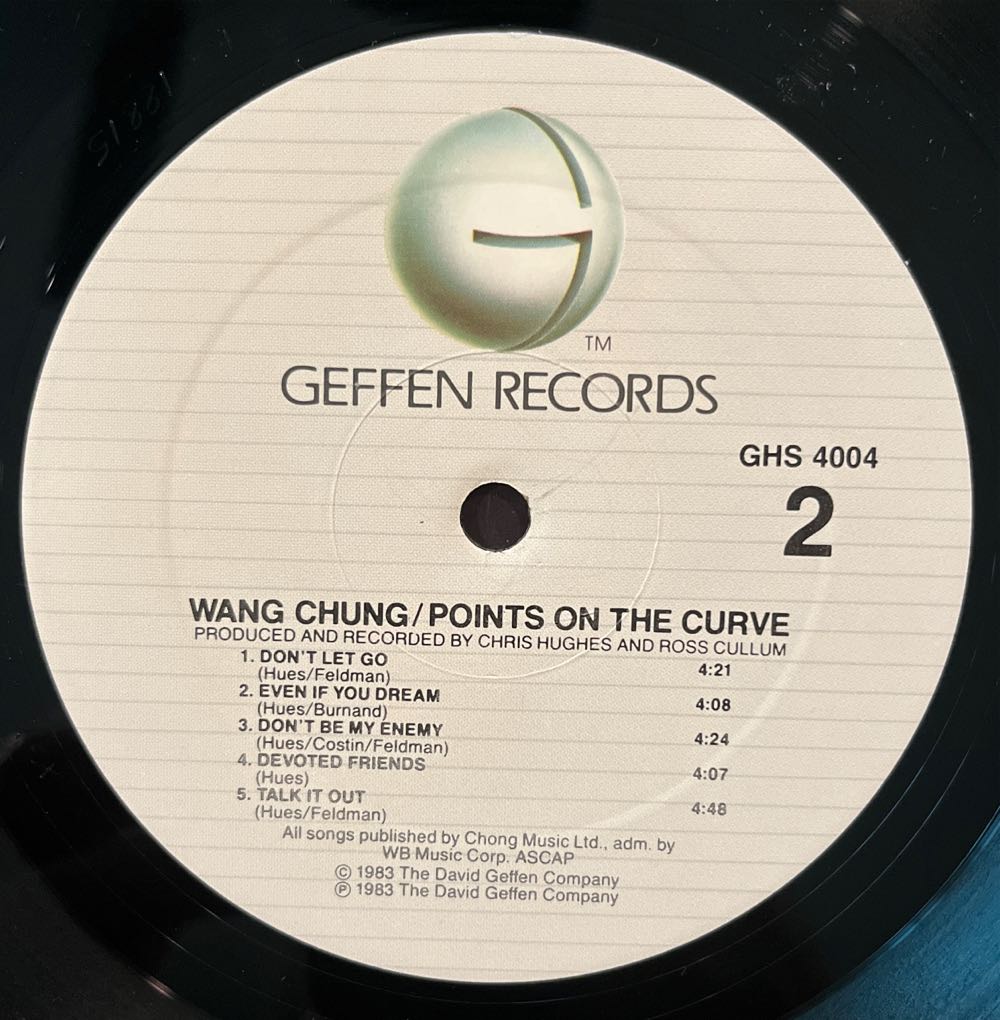 TM
GEFFEN RECORDS
GHS 4004
2
WANG CHUNG/POINTS ON THE CURVE
PRODUCED AND RECORDED BY CHRIS HUGHES AND ROSS CULLUM
1. DON'T LET GO 4:21
(Hues/Feldman)
2. EVEN IF YOU DREAM 4:08
(Hues/Burnand)
3. DON'T BE MY ENEMY 4:24
(Hues/Costin/Feldman)
4. DEVOTED FRIENDS 4:07
(Hues)
5. TALK IT OUT 4:48
(Hues/Feldman)
All songs published by Chong Music Ltd., adm. by
WB Music Corp. ASCAP
© 1983 The David Geffen Company
℗ 1983 The David Geffen Company